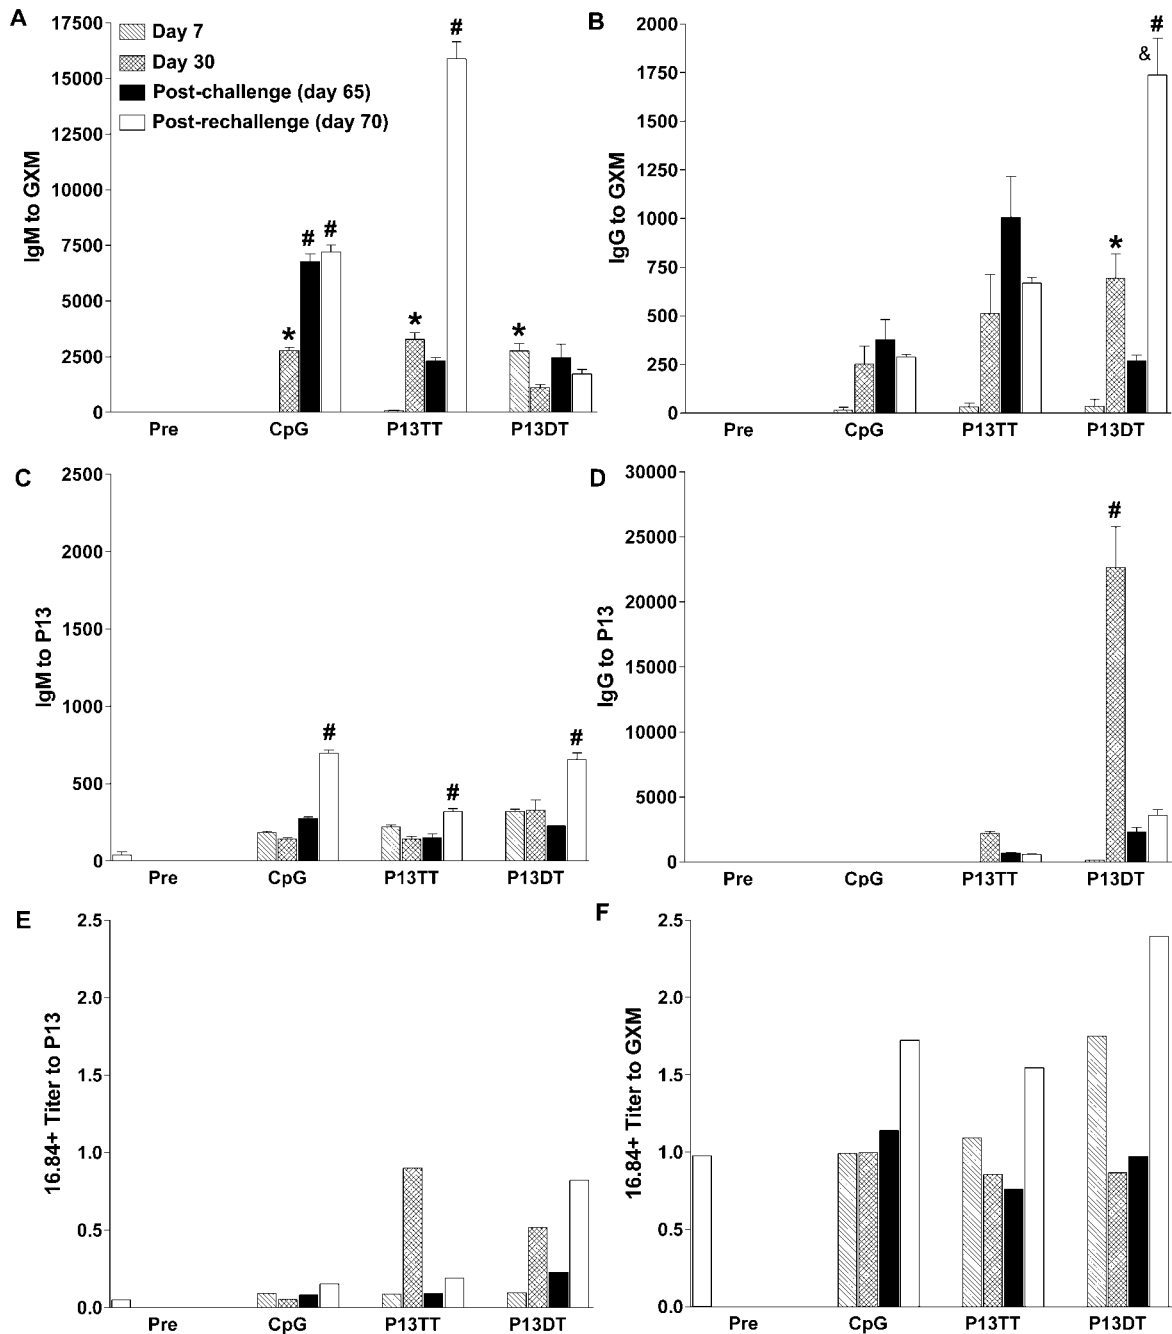 A
IgM to GXM
17500
15000
12500
10000
7500
5000
2500
0
Day 7
Day 30
Post-challenge (day 65)
Post-rechallenge (day 70)
*
#
#
*
#
*
Pre
CpG
P13TT
P13DT
B
IgG to GXM
2000
1750
1500
1250
1000
750
500
250
0
*
&
#
Pre
CpG
P13TT
P13DT
C
IgM to P13
2500
2000
1500
1000
500
0
#
#
#
Pre
CpG
P13TT
P13DT
D
IgG to P13
30000
25000
20000
15000
10000
5000
0
#
Pre
CpG
P13TT
P13DT
E
16.84+ Titer to P13
2.5
2.0
1.5
1.0
0.5
0.0
Pre
CpG
P13TT
P13DT
F
16.84+ Titer to GXM
2.5
2.0
1.5
1.0
0.5
0.0
Pre
CpG
P13TT
P13DT